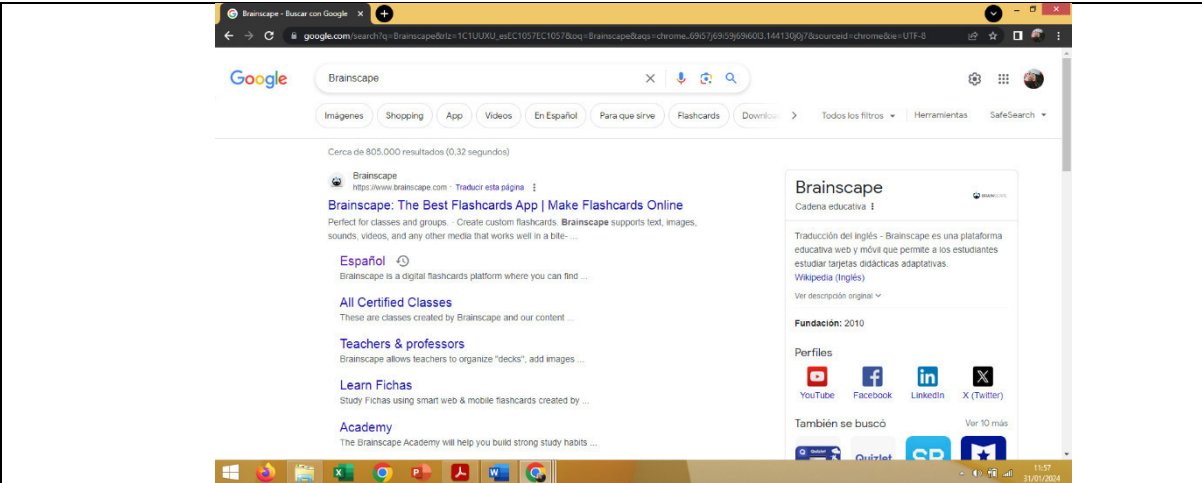 Brainscape - Buscar con Google
google.com/search?q=Brainscape&rlz=1C1UUXU_esEC1057EC1057&oq=Brainscape&aqs=chrome..69i57j69i59j69i60l3.144130j0j7&sourceid=chrome&ie=UTF-8
Google
Brainscape
Imágenes Shopping App Videos En Español Para que sirve Flashcards Todos los filtros Herramientas SafeSearch
Cerca de 805.000 resultados (0,32 segundos)
Brainscape
https://www.brainscape.com · Traducir esta página
Brainscape: The Best Flashcards App | Make Flashcards Online
Perfect for classes and groups. · Create custom flashcards. Brainscape supports text, images,
sounds, videos, and any other media that works well in a bite- ...
Español
Brainscape is a digital flashcards platform where you can find ...
All Certified Classes
These are classes created by Brainscape and our content ...
Teachers & professors
Brainscape allows teachers to organize "decks", add images ...
Learn Fichas
Study Fichas using smart web & mobile flashcards created by ...
Academy
The Brainscape Academy will help you build strong study habits ...
Brainscape
Cadena educativa
BRAINSCAPE
Traducción del inglés - Brainscape es una plataforma
educativa web y móvil que permite a los estudiantes
estudiar tarjetas didácticas adaptativas.
Wikipedia (Inglés)
Ver descripción original
Fundación: 2010
Perfiles
YouTube Facebook LinkedIn X (Twitter)
También se buscó Ver 10 más
Quizlet
Quizlet
SR
11:57
31/01/2024